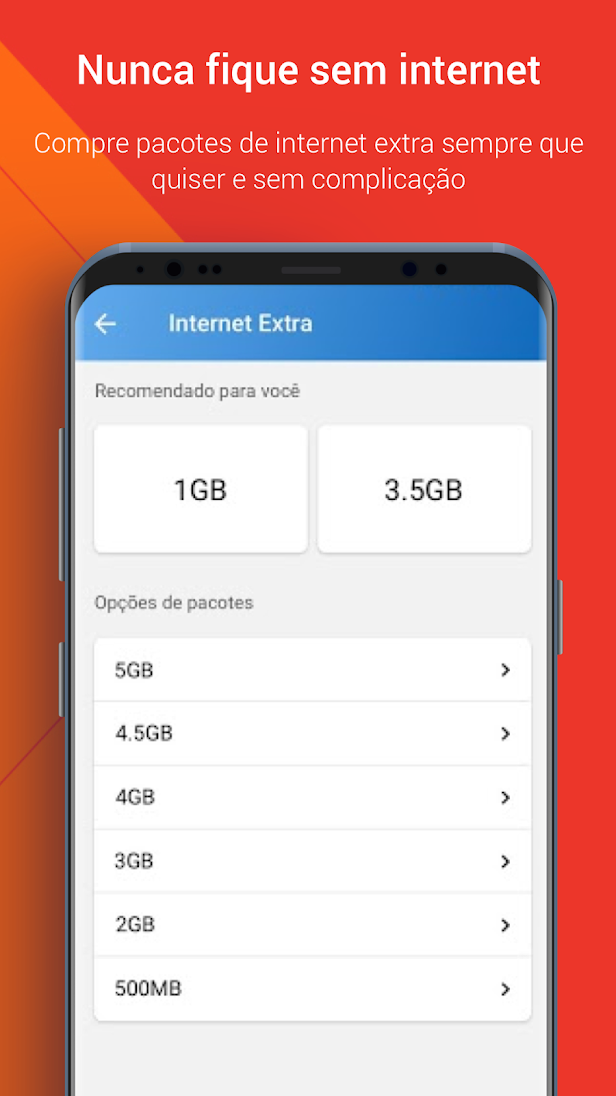 Nunca fique sem internet
Compre pacotes de internet extra sempre que
quiser e sem complicação
Internet Extra
Recomendado para você
1GB
3.5GB
Opções de pacotes
5GB
4.5GB
4GB
3GB
2GB
500MB